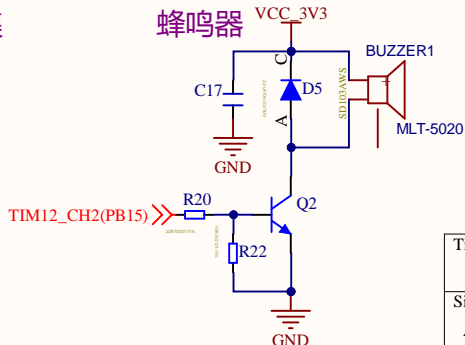 蜂鸣器
VCC_3V3
BUZZER1
C
C17
D5
SD103AWS
A
MLT-5020
GND
Q2
R20
TIM12_CH2(PB15)
R22
GND